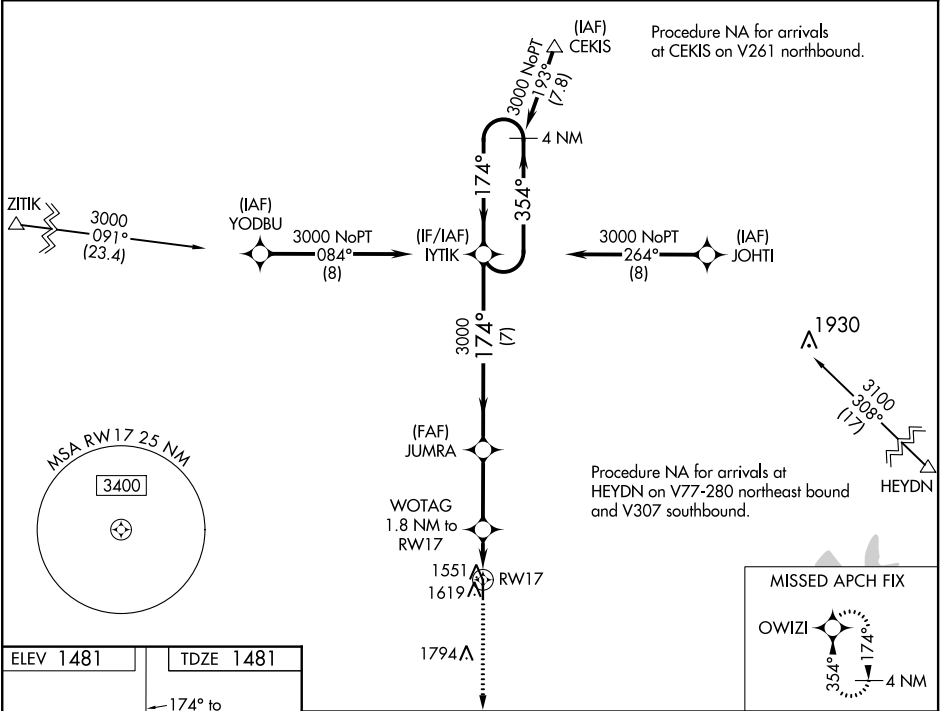 (IAF)
CEKIS
Procedure NA for arrivals
at CEKIS on V261 northbound.
3000 NoPT
193°
(7.8)
4 NM
174°
354°
ZITIK
3000
091°
(23.4)
(IAF)
YODBU
3000 NoPT
084°
(8)
(IF/IAF)
IYTIK
3000 NoPT
264°
(8)
(IAF)
JOHTI
3000
174°
(7)
1930
3100
308°
(17)
HEYDN
(FAF)
JUMRA
MSA RW17 25 NM
3400
Procedure NA for arrivals at
HEYDN on V77-280 northeast bound
and V307 southbound.
WOTAG
1.8 NM to
RW17
1551
RW17
1619
1794
MISSED APCH FIX
OWIZI
354°
174°
4 NM
ELEV 1481
TDZE 1481
174° to